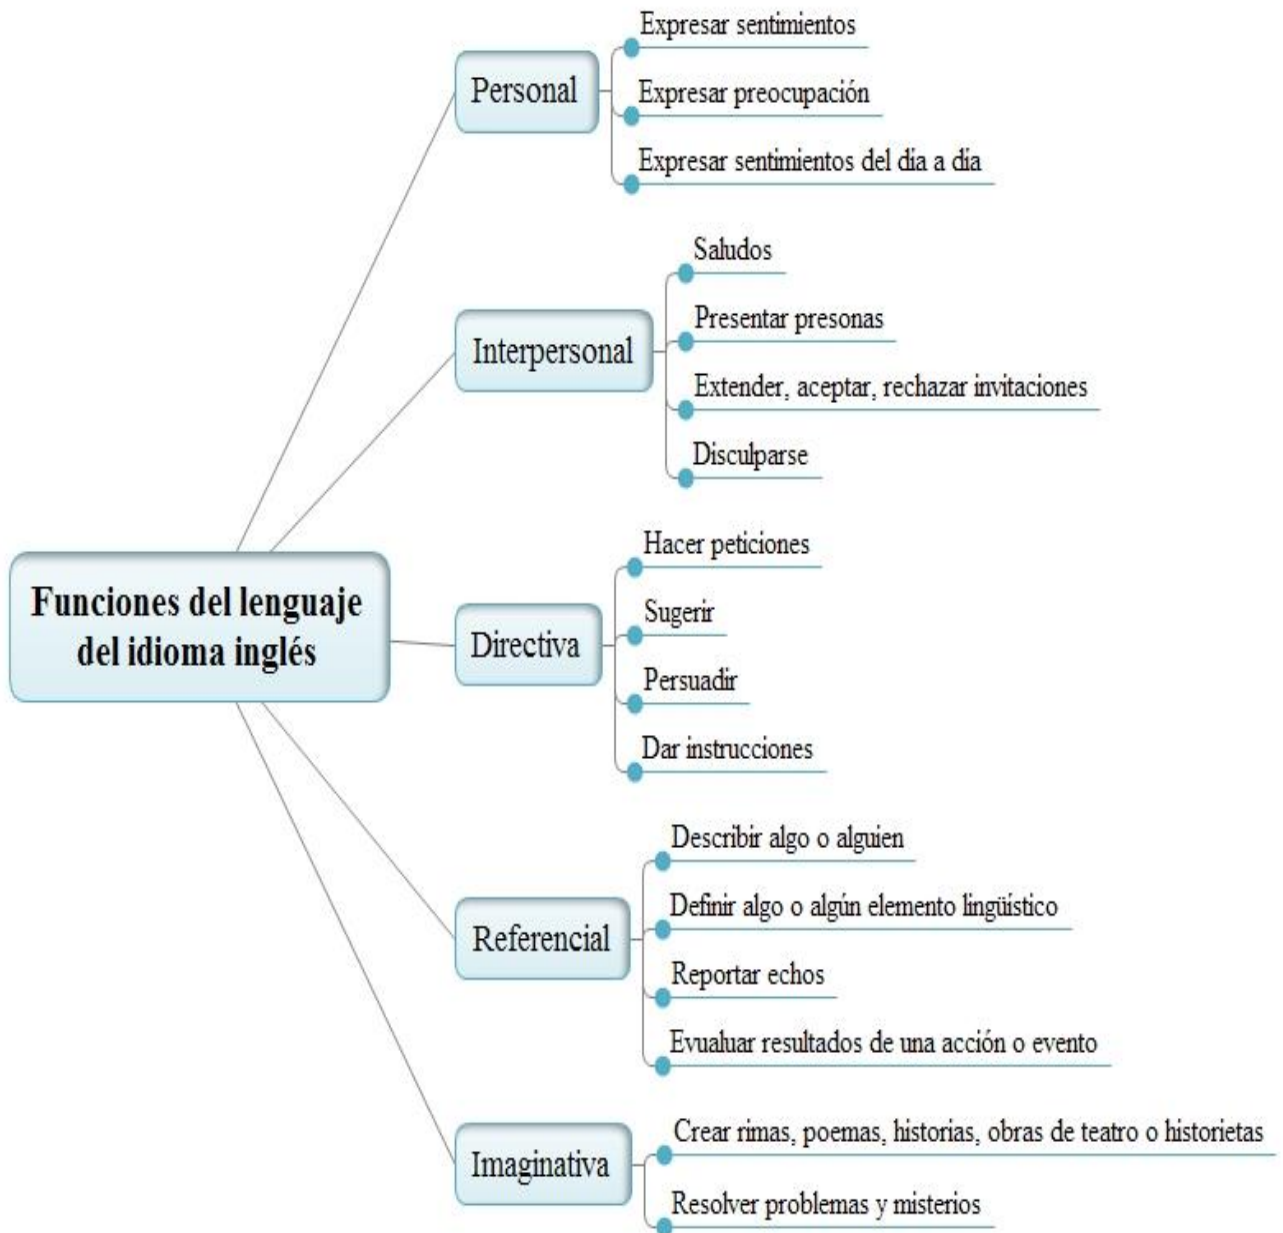 Funciones del lenguaje
del idioma inglés
Personal
Expresar sentimientos
Expresar preocupación
Expresar sentimientos del día a día
Interpersonal
Saludos
Presentar presonas
Extender, aceptar, rechazar invitaciones
Disculparse
Directiva
Hacer peticiones
Sugerir
Persuadir
Dar instrucciones
Referencial
Describir algo o alguien
Definir algo o algún elemento lingüístico
Reportar echos
Evualuar resultados de una acción o evento
Imaginativa
Crear rimas, poemas, historias, obras de teatro o historietas
Resolver problemas y misterios